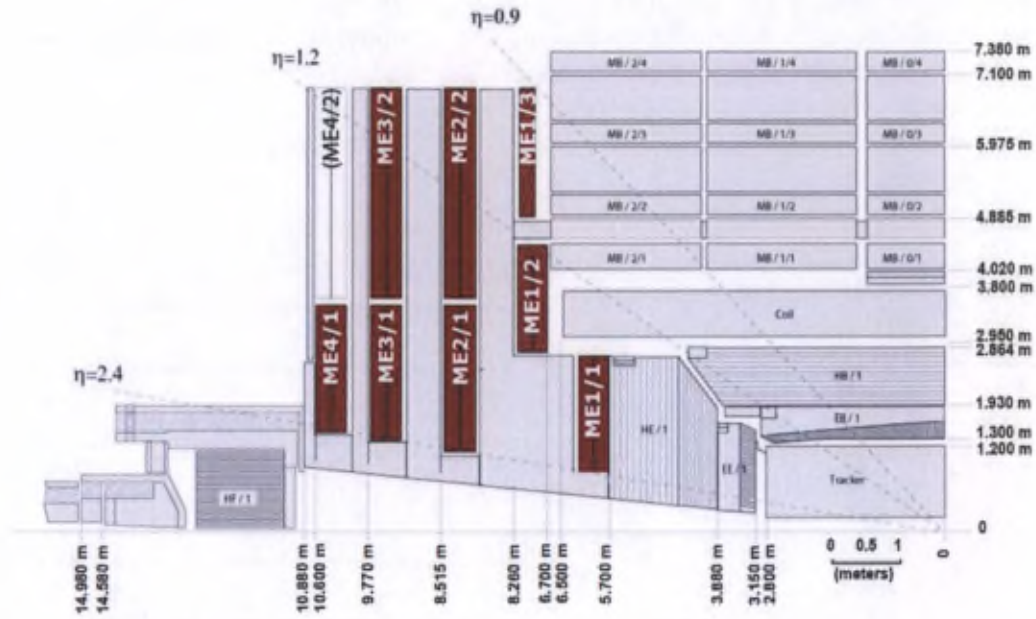 η=0.9
η=1.2
η=2.4
(ME4/2)
ME3/2
ME2/2
ME1/3
ME1/2
ME4/1
ME3/1
ME2/1
ME1/1
MB / 2/4
MB / 1/4
MB / 0/4
MB / 2/3
MB / 1/3
MB / 0/3
MB / 2/2
MB / 1/2
MB / 0/2
MB / 2/1
MB / 1/1
MB / 0/1
Coil
HB / 1
EB / 1
HE / 1
EE / 1
Tracker
HF / 1
7.380 m
7.100 m
5.975 m
4.885 m
4.020 m
3.800 m
2.950 m
2.864 m
1.930 m
1.300 m
1.200 m
0
14.980 m
14.580 m
10.880 m
10.600 m
9.770 m
8.515 m
8.260 m
6.700 m
6.500 m
5.700 m
3.880 m
3.150 m
2.800 m
0
0 0.5 1
(meters)